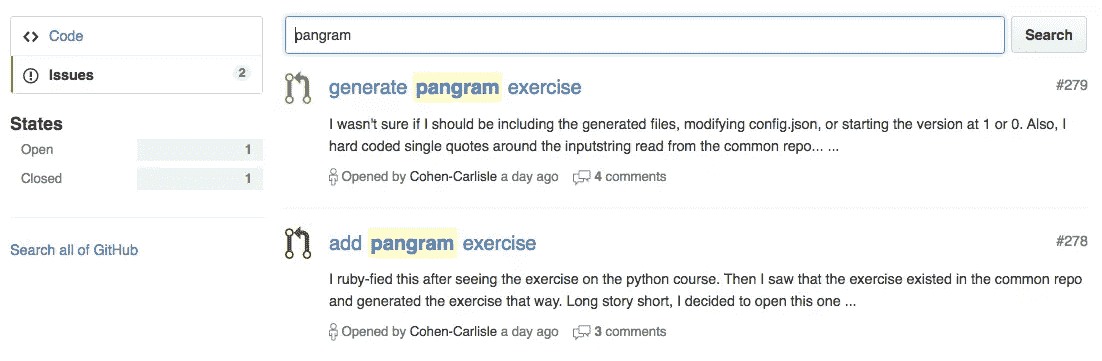 Code
Issues 2
States
Open 1
Closed 1
Search all of GitHub
pangram
Search
generate pangram exercise #279
I wasn't sure if I should be including the generated files, modifying config.json, or starting the version at 1 or 0. Also, I
hard coded single quotes around the inputstring read from the common repo... ...
Opened by Cohen-Carlisle a day ago 4 comments
add pangram exercise #278
I ruby-fied this after seeing the exercise on the python course. Then I saw that the exercise existed in the common repo
and generated the exercise that way. Long story short, I decided to open this one ...
Opened by Cohen-Carlisle a day ago 3 comments